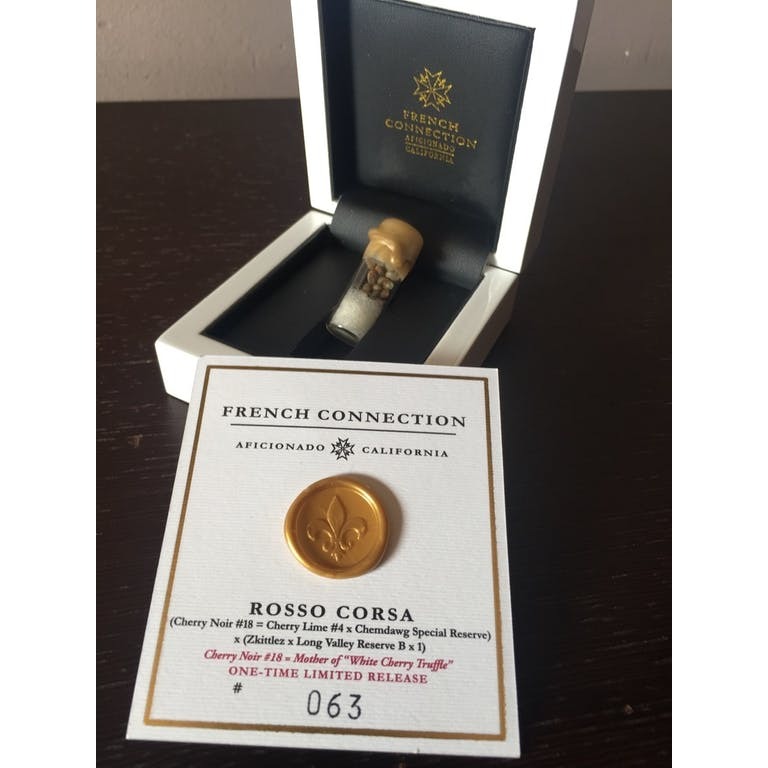 FRENCH
CONNECTION
AFICIONADO
CALIFORNIA
FRENCH CONNECTION
AFICIONADO CALIFORNIA
ROSSO CORSA
(Cherry Noir #18 = Cherry Lime #4 x Chemdawg Special Reserve)
x (Zkittlez x Long Valley Reserve B x 1)
Cherry Noir #18 = Mother of "White Cherry Truffle"
ONE-TIME LIMITED RELEASE
# 063